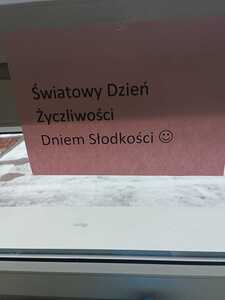 Światowy Dzień
Życzliwości
Dniem Słodkości ☺